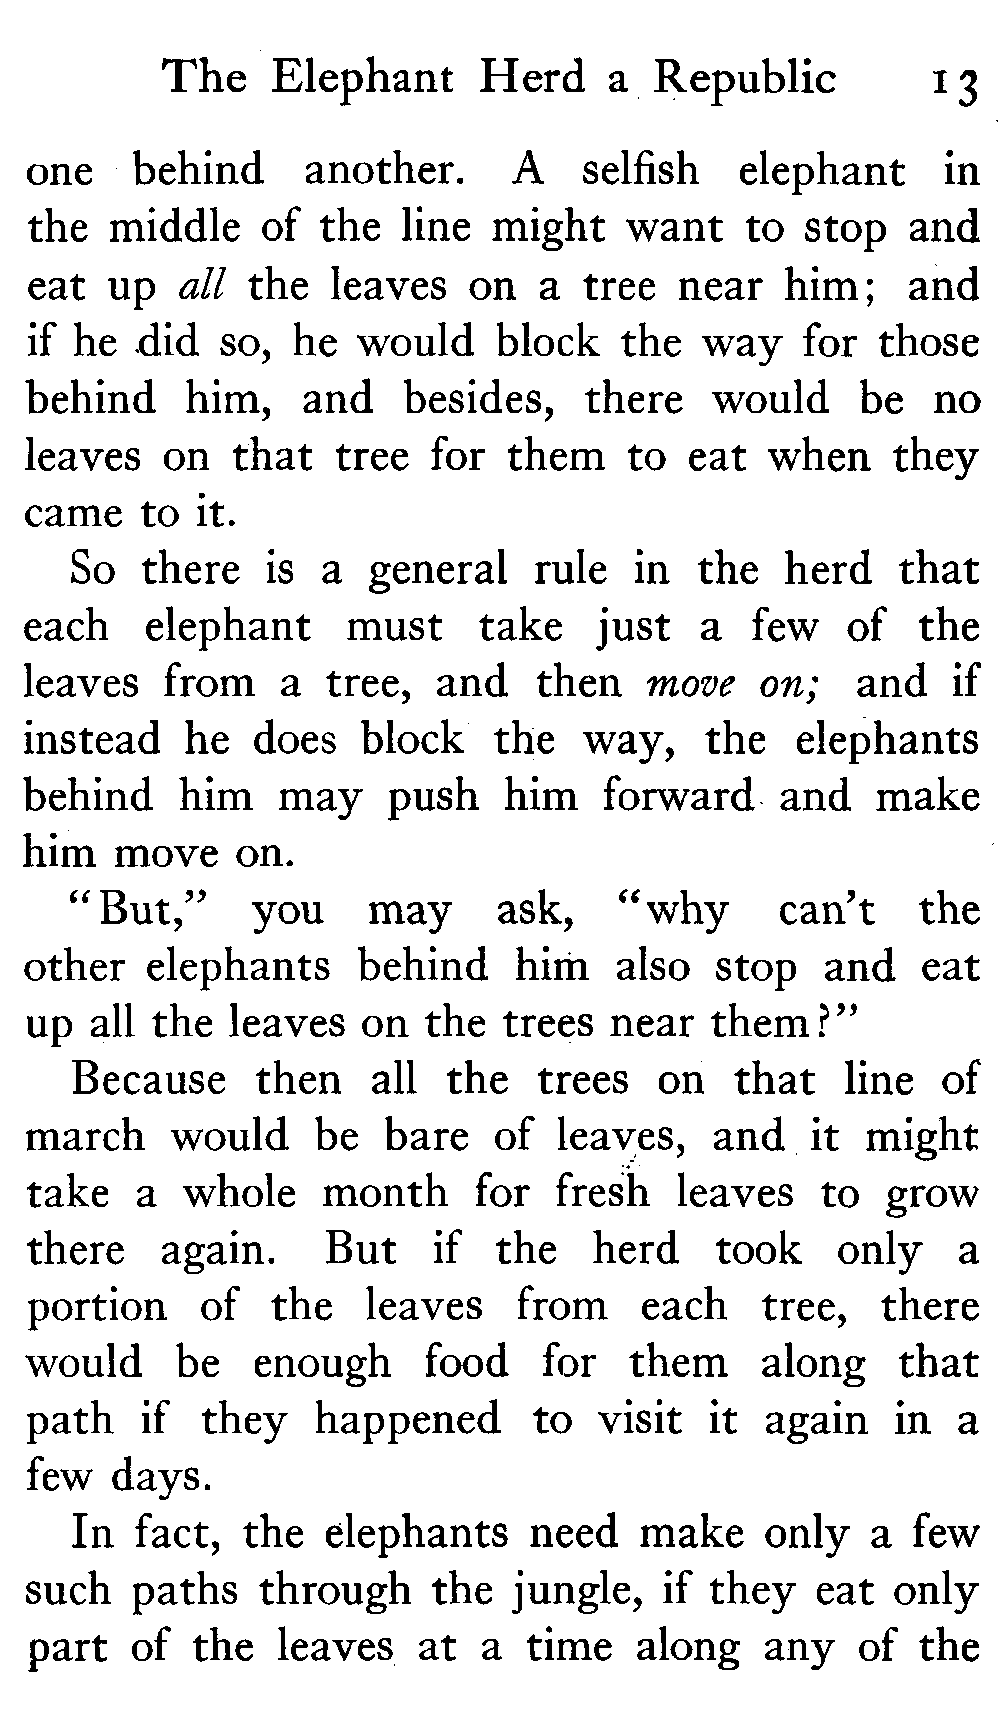 The Elephant Herd a Republic 13
one behind another. A selfish elephant in
the middle of the line might want to stop and
eat up all the leaves on a tree near him; and
if he did so, he would block the way for those
behind him, and besides, there would be no
leaves on that tree for them to eat when they
came to it.
So there is a general rule in the herd that
each elephant must take just a few of the
leaves from a tree, and then move on; and if
instead he does block the way, the elephants
behind him may push him forward and make
him move on.
“But,” you may ask, “why can't the
other elephants behind him also stop and eat
up all the leaves on the trees near them?”
Because then all the trees on that line of
march would be bare of leaves, and it might
take a whole month for fresh leaves to grow
there again. But if the herd took only a
portion of the leaves from each tree, there
would be enough food for them along that
path if they happened to visit it again in a
few days.
In fact, the elephants need make only a few
such paths through the jungle, if they eat only
part of the leaves at a time along any of the